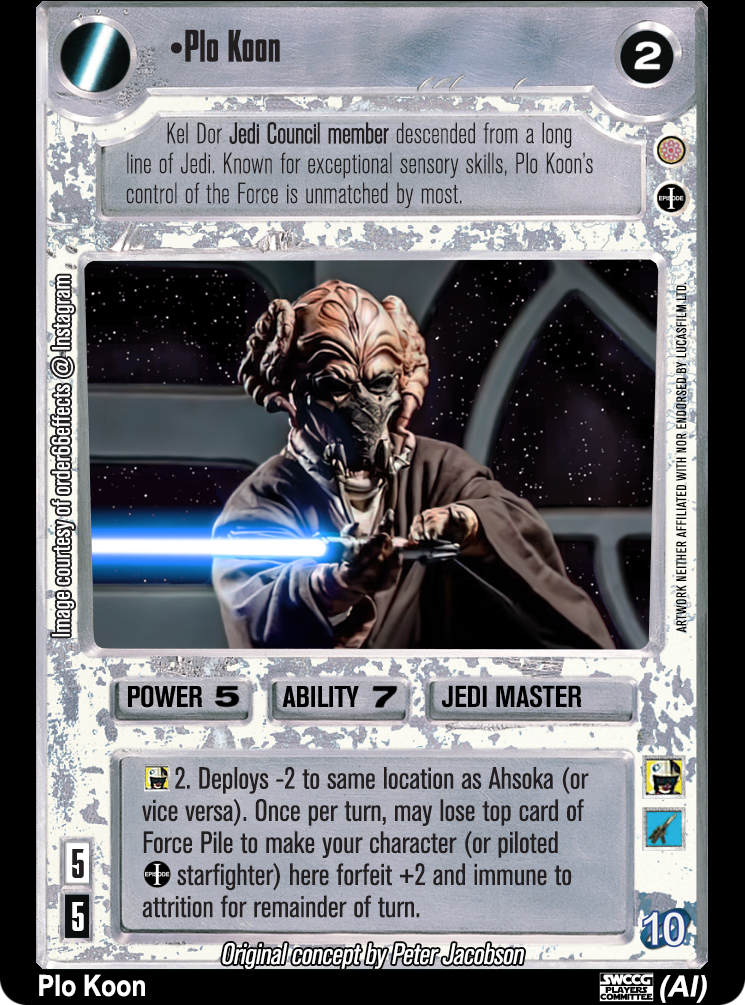 •Plo Koon
2
Kel Dor Jedi Council member descended from a long
line of Jedi. Known for exceptional sensory skills, Plo Koon's
control of the Force is unmatched by most.
EPISODE I
Image courtesy of order66effects @ Instagram
ARTWORK NEITHER AFFILIATED WITH NOR ENDORSED BY LUCASFILM LTD.
POWER 5 ABILITY 7 JEDI MASTER
2. Deploys -2 to same location as Ahsoka (or
vice versa). Once per turn, may lose top card of
Force Pile to make your character (or piloted
EPISODE I starfighter) here forfeit +2 and immune to
attrition for remainder of turn.
5
5
10
Original concept by Peter Jacobson
Plo Koon
SWCCG
PLAYERS
COMMITTEE
(AI)